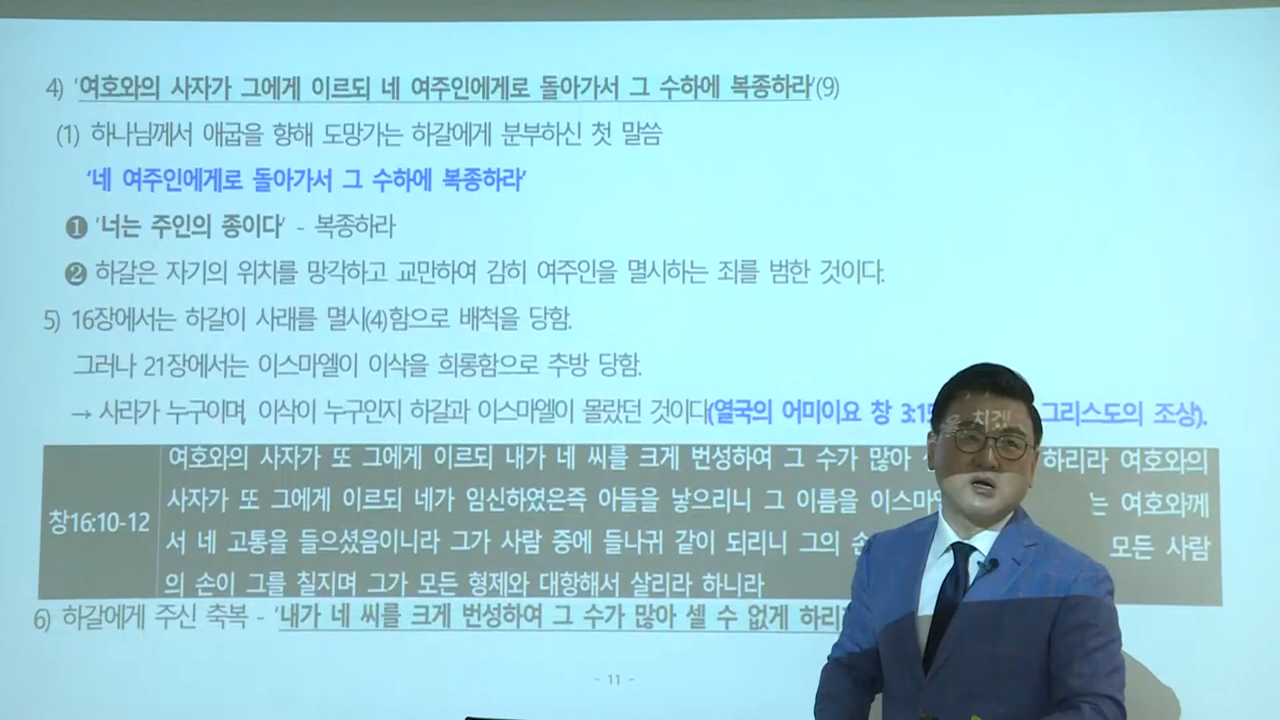 4) '여호와의 사자가 그에게 이르되 네 여주인에게로 돌아가서 그 수하에 복종하라'(9)
(1) 하나님께서 애굽을 향해 도망가는 하갈에게 분부하신 첫 말씀
'네 여주인에게로 돌아가서 그 수하에 복종하라'
❶ '너는 주인의 종이다' - 복종하라
❷ 하갈은 자기의 위치를 망각하고 교만하여 감히 여주인을 멸시하는 죄를 범한 것이다.
5) 16장에서는 하갈이 사래를 멸시(4)함으로 배척을 당함.
그러나 21장에서는 이스마엘이 이삭을 희롱함으로 추방 당함.
→ 사라가 누구이며, 이삭이 누구인지 하갈과 이스마엘이 몰랐던 것이다(열국의 어미이요 창 3:15 그리스도의 조상).
여호와의 사자가 또 그에게 이르되 내가 네 씨를 크게 번성하여 그 수가 많아 하리라 여호와의
사자가 또 그에게 이르되 네가 임신하였은즉 아들을 낳으리니 그 이름을 이스마 는 여호와께
창16:10-12
서 네 고통을 들으셨음이니라 그가 사람 중에 들나귀 같이 되리니 그의 모든 사람
의 손이 그를 칠지며 그가 모든 형제와 대항해서 살리라 하니라
6) 하갈에게 주신 축복 - '내가 네 씨를 크게 번성하여 그 수가 많아 셀 수 없게 하리
- 11 -